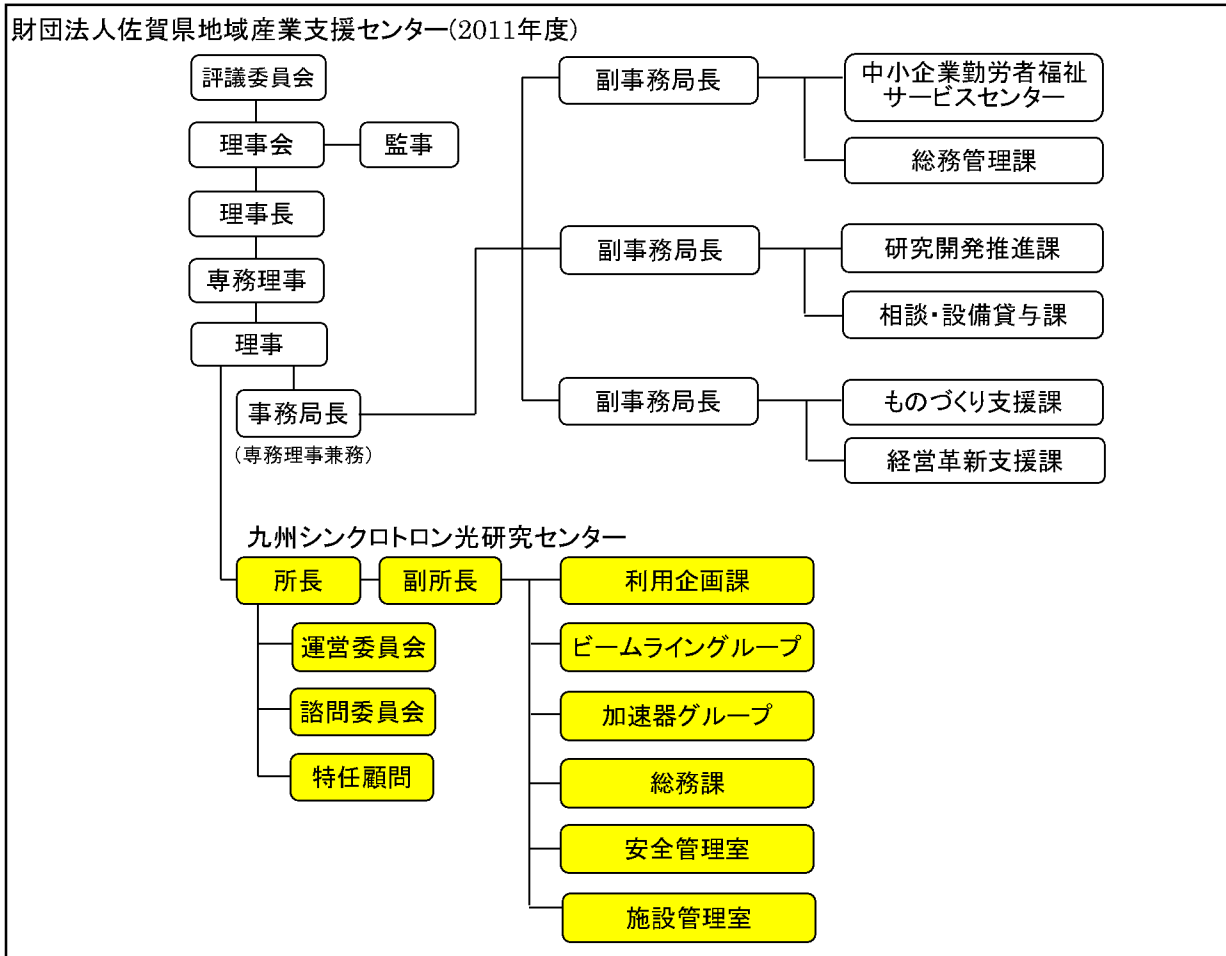 財団法人佐賀県地域産業支援センター(2011年度)
評議委員会
理事会
監事
理事長
専務理事
理事
事務局長
(専務理事兼務)
副事務局長
中小企業勤労者福祉
サービスセンター
総務管理課
副事務局長
研究開発推進課
相談・設備貸与課
副事務局長
ものづくり支援課
経営革新支援課
九州シンクロトロン光研究センター
所長
副所長
運営委員会
諮問委員会
特任顧問
利用企画課
ビームライングループ
加速器グループ
総務課
安全管理室
施設管理室